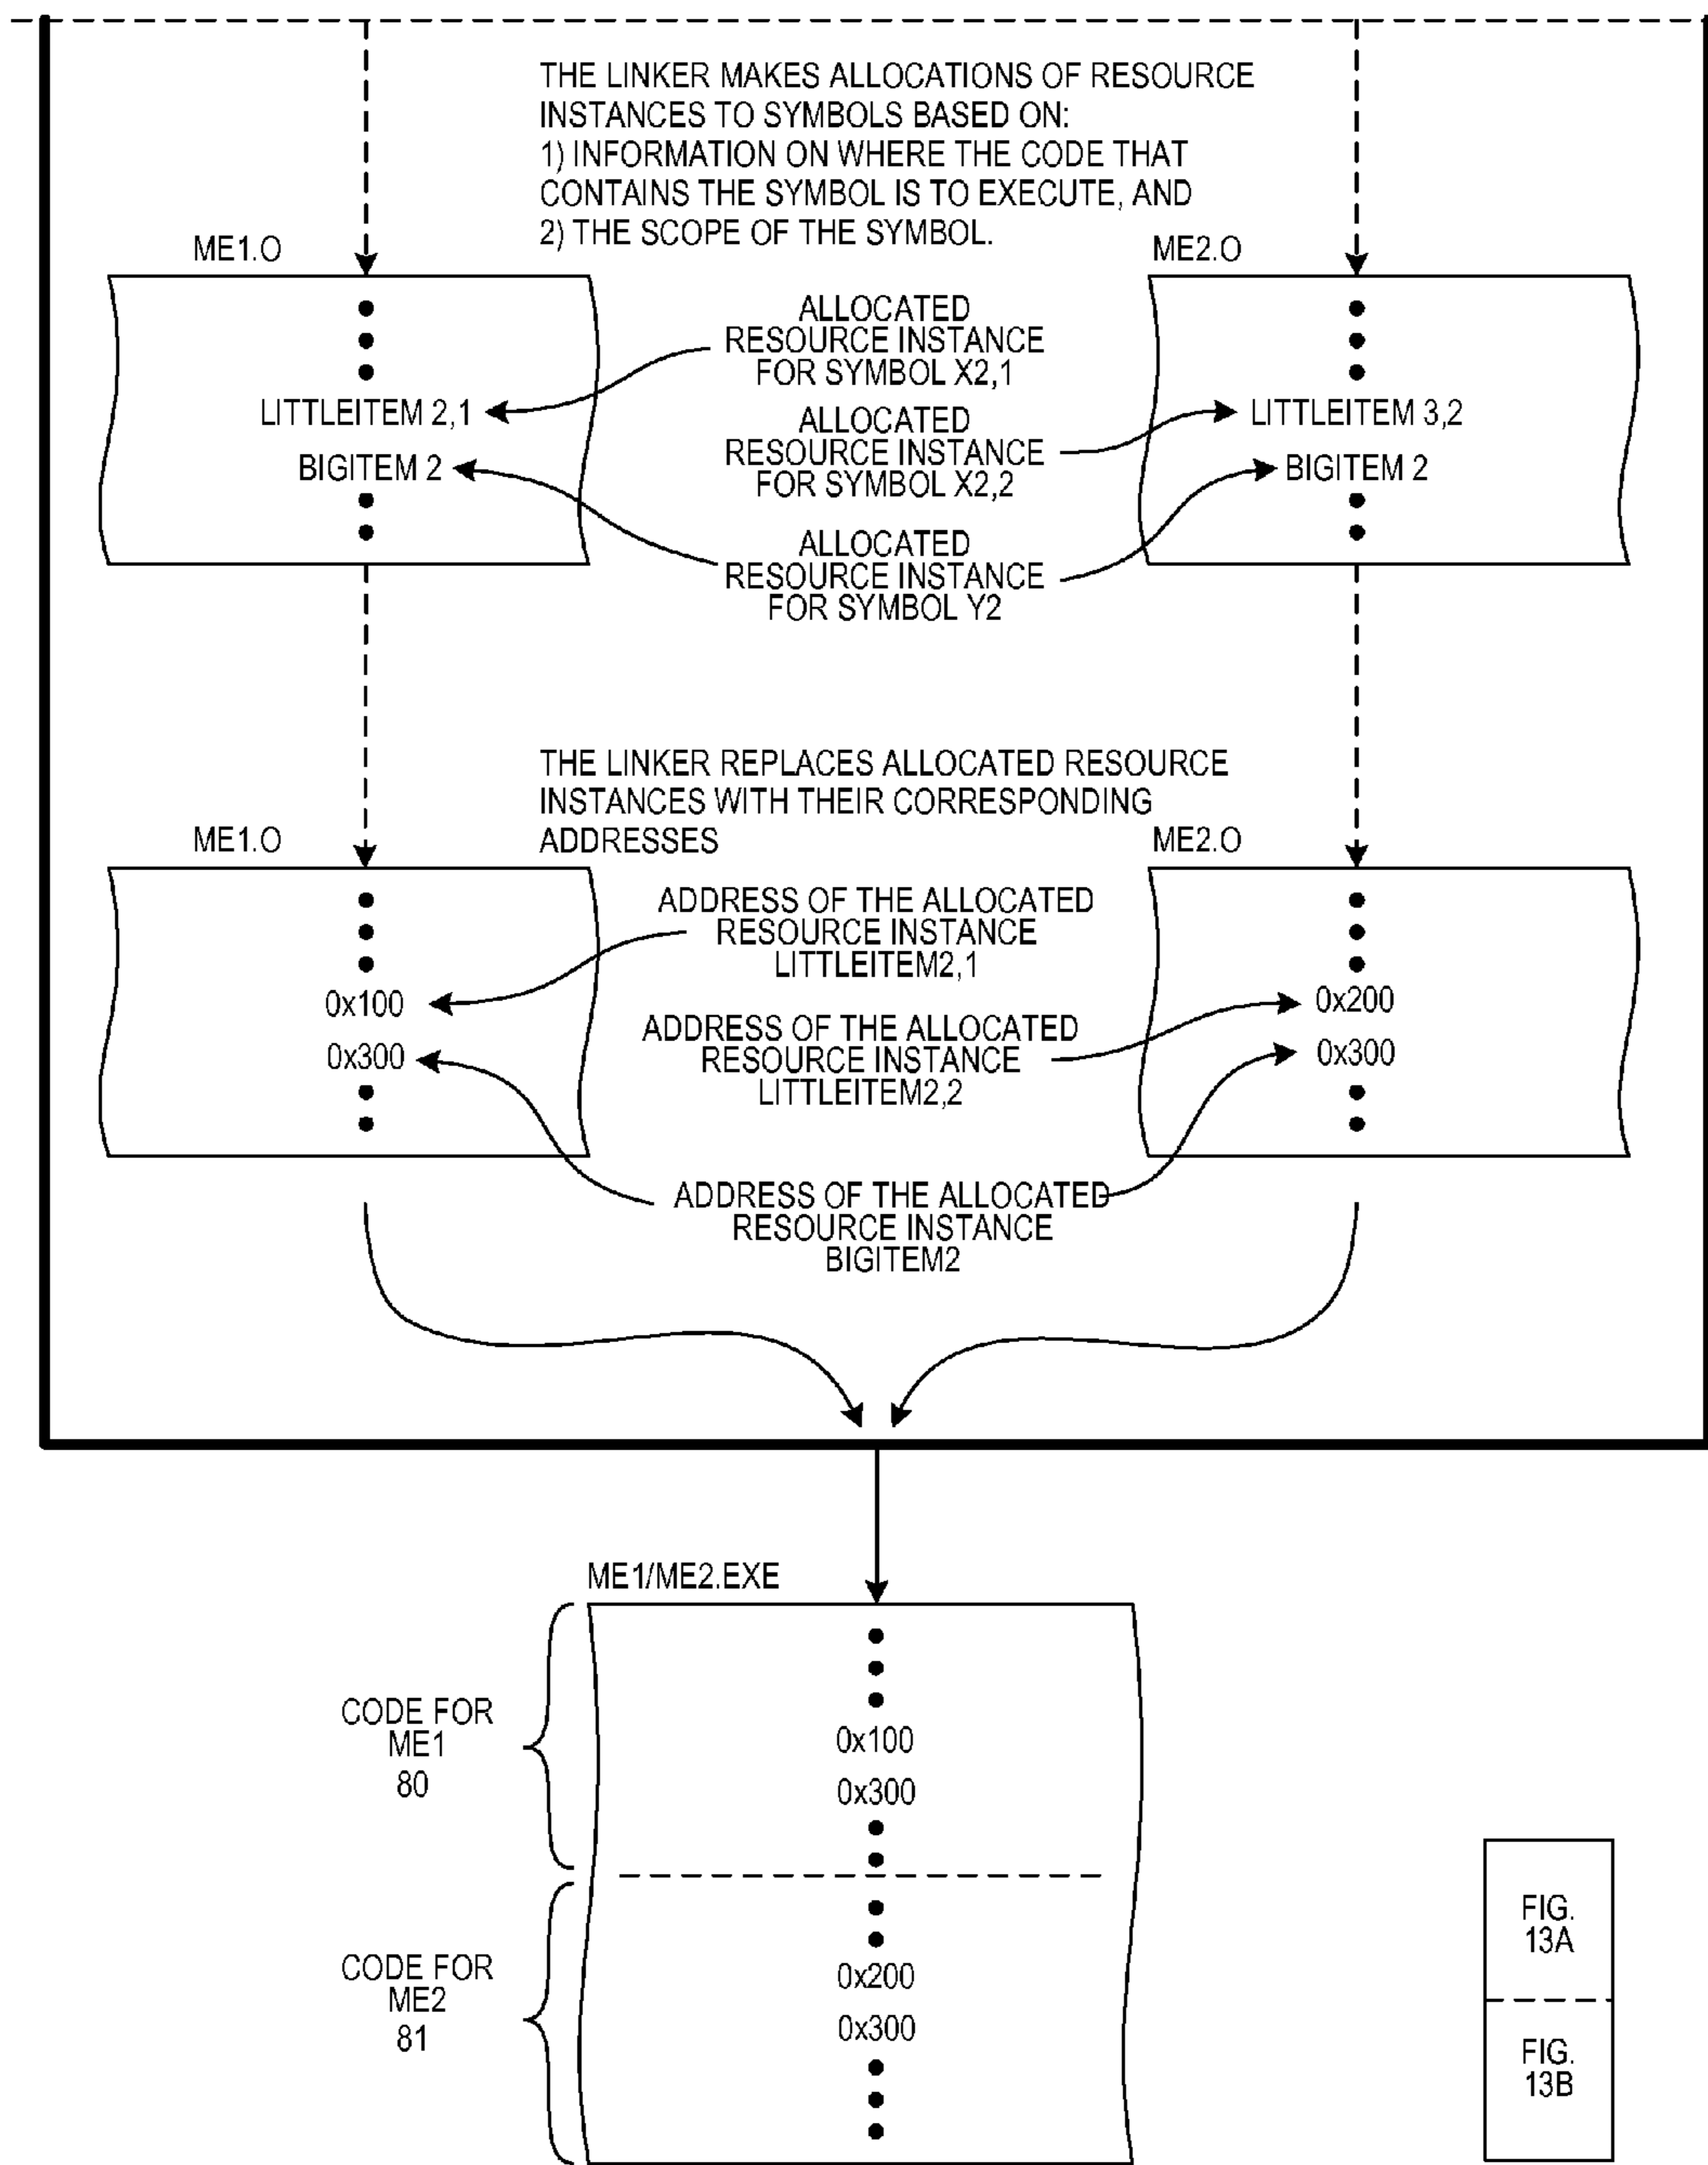 THE LINKER MAKES ALLOCATIONS OF RESOURCE
INSTANCES TO SYMBOLS BASED ON:
1) INFORMATION ON WHERE THE CODE THAT
CONTAINS THE SYMBOL IS TO EXECUTE, AND
2) THE SCOPE OF THE SYMBOL.
ME1.O
ME2.O
ALLOCATED
RESOURCE INSTANCE
FOR SYMBOL X2,1
LITTLEITEM 2,1
BIGITEM 2
ALLOCATED
RESOURCE INSTANCE
FOR SYMBOL X2,2
LITTLEITEM 3,2
BIGITEM 2
ALLOCATED
RESOURCE INSTANCE
FOR SYMBOL Y2
THE LINKER REPLACES ALLOCATED RESOURCE
INSTANCES WITH THEIR CORRESPONDING
ADDRESSES
ME1.O
ME2.O
ADDRESS OF THE ALLOCATED
RESOURCE INSTANCE
LITTLEITEM2,1
0x100
0x300
ADDRESS OF THE ALLOCATED
RESOURCE INSTANCE
LITTLEITEM2,2
0x200
0x300
ADDRESS OF THE ALLOCATED
RESOURCE INSTANCE
BIGITEM2
ME1/ME2.EXE
CODE FOR
ME1
80
0x100
0x300
CODE FOR
ME2
81
0x200
0x300
FIG.
13A
FIG.
13B